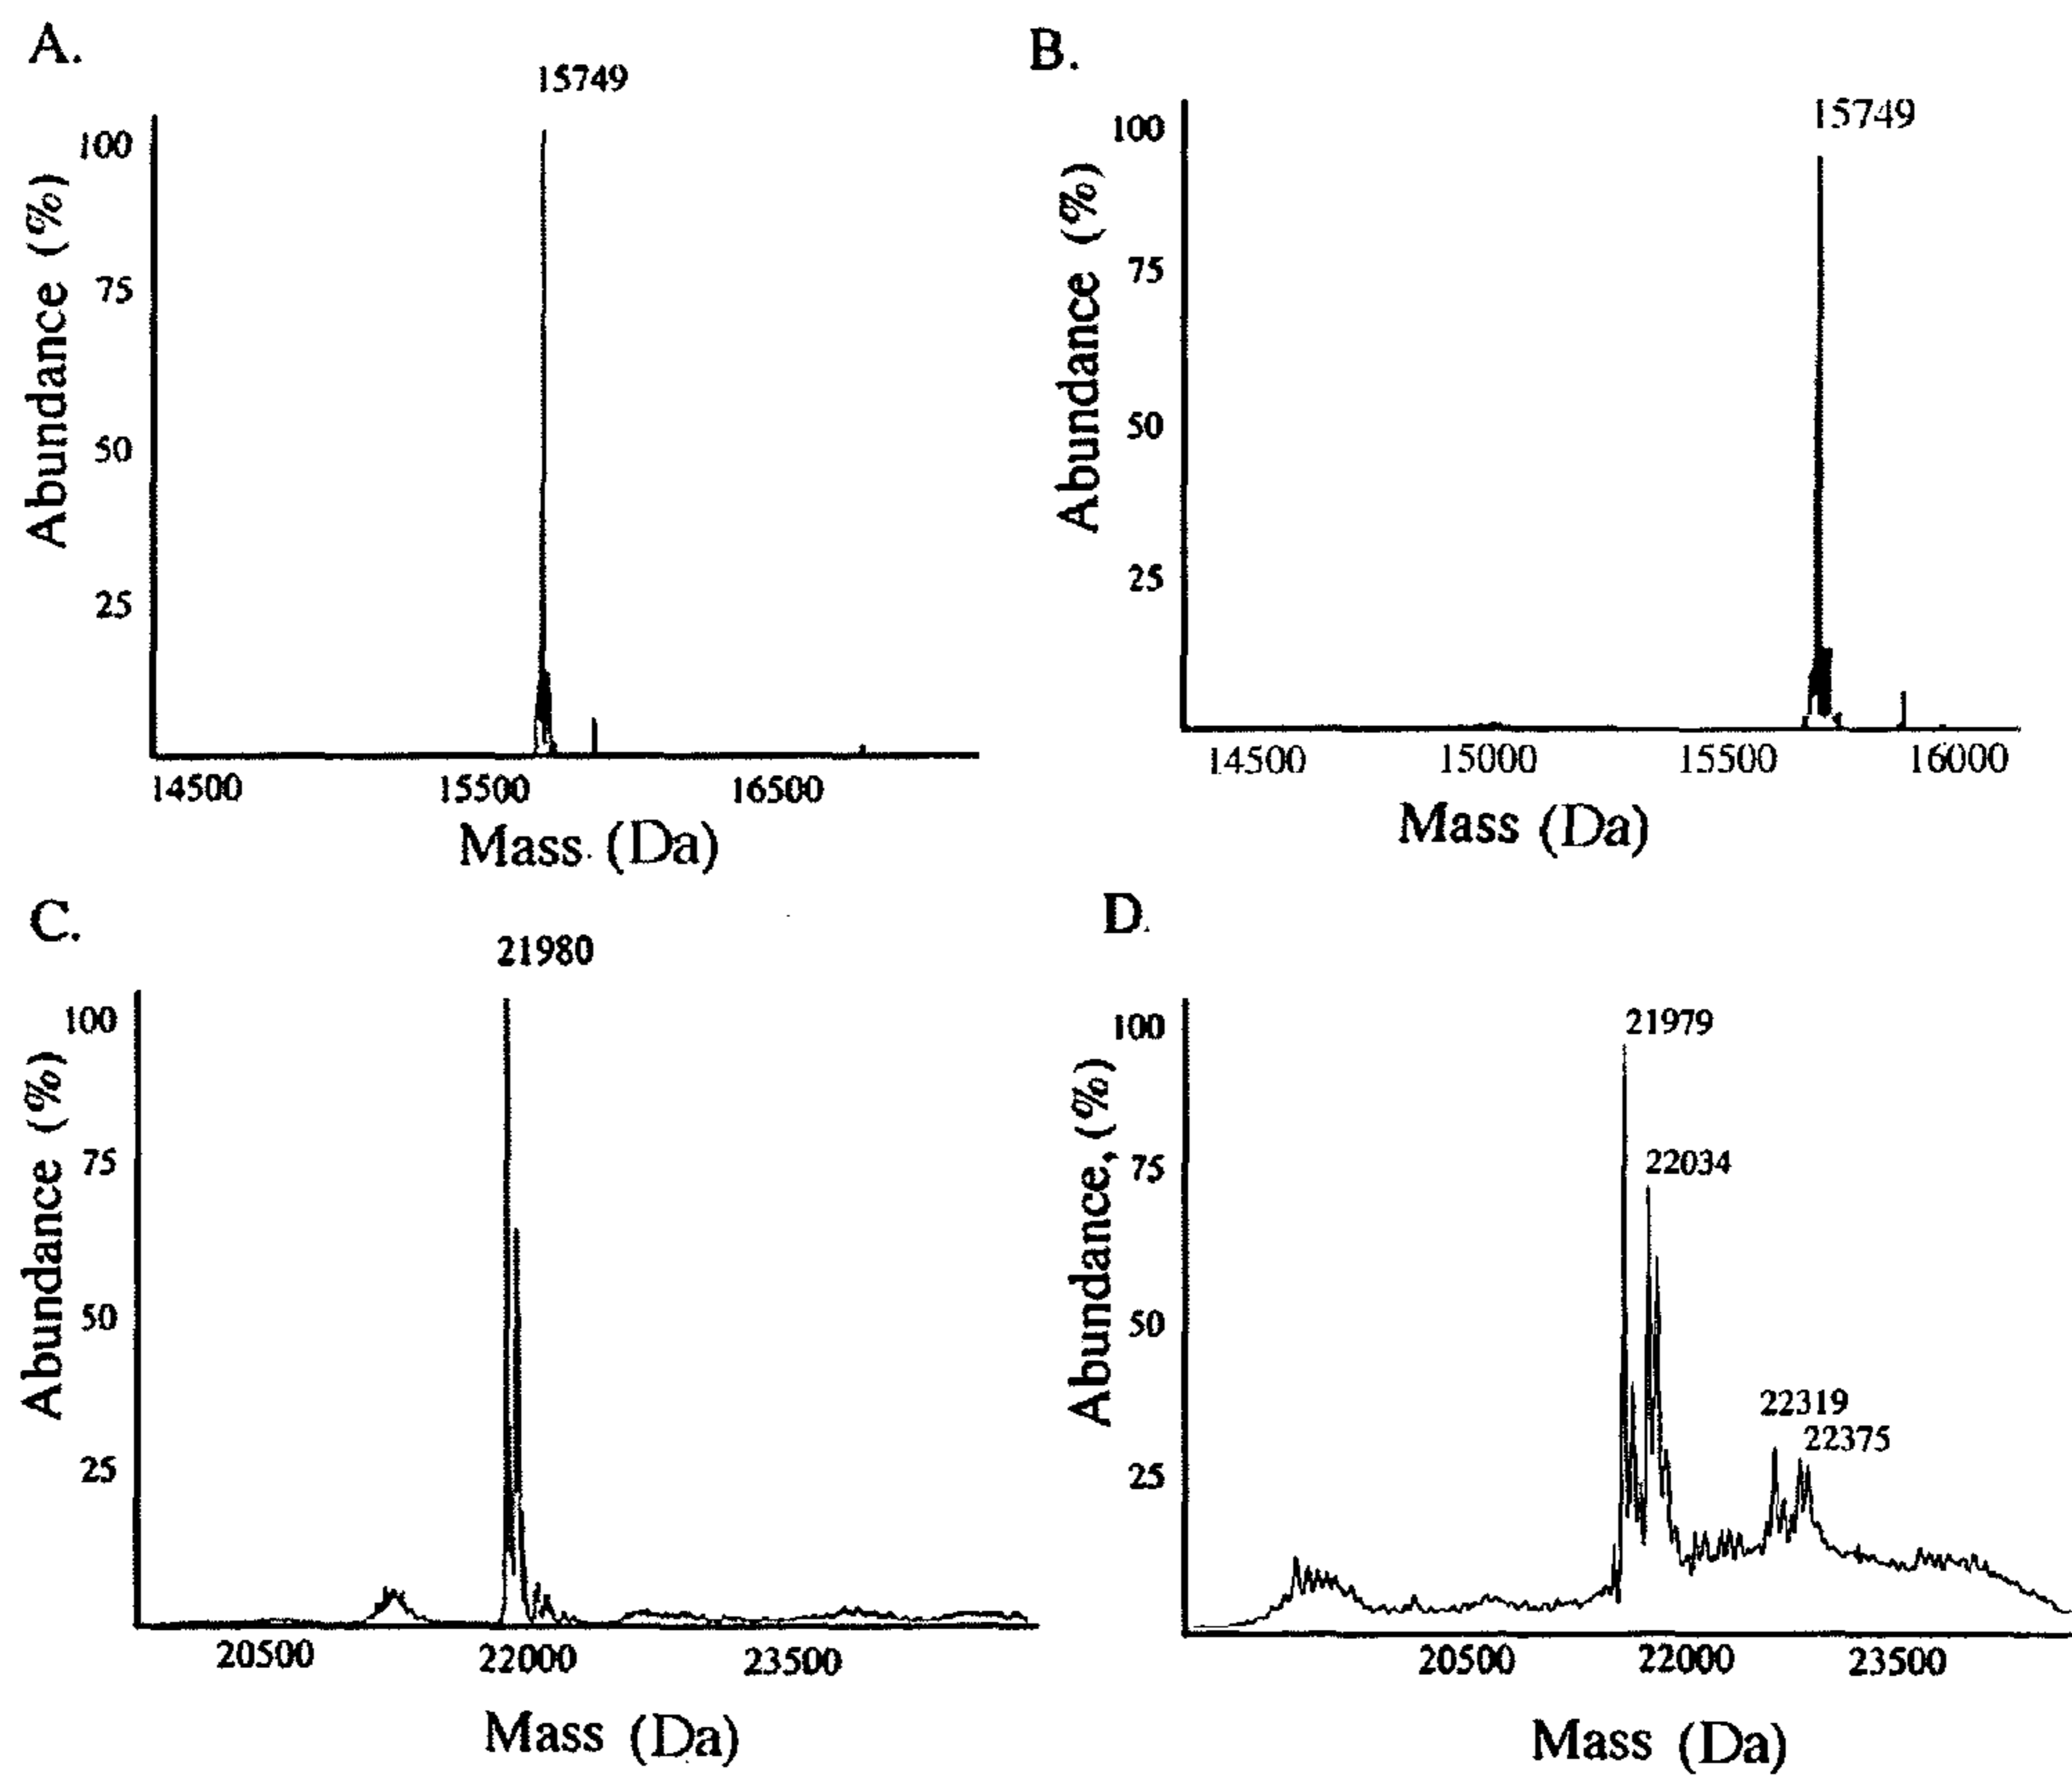 A.
15749
100
75
50
25
Abundance (%)
14500 15500 16500
Mass (Da)
B.
15749
100
75
50
25
Abundance (%)
14500 15000 15500 16000
Mass (Da)
C.
21980
100
75
50
25
Abundance (%)
20500 22000 23500
Mass (Da)
D.
21979
22034
22319
22375
100
75
50
25
Abundance, (%)
20500 22000 23500
Mass (Da)